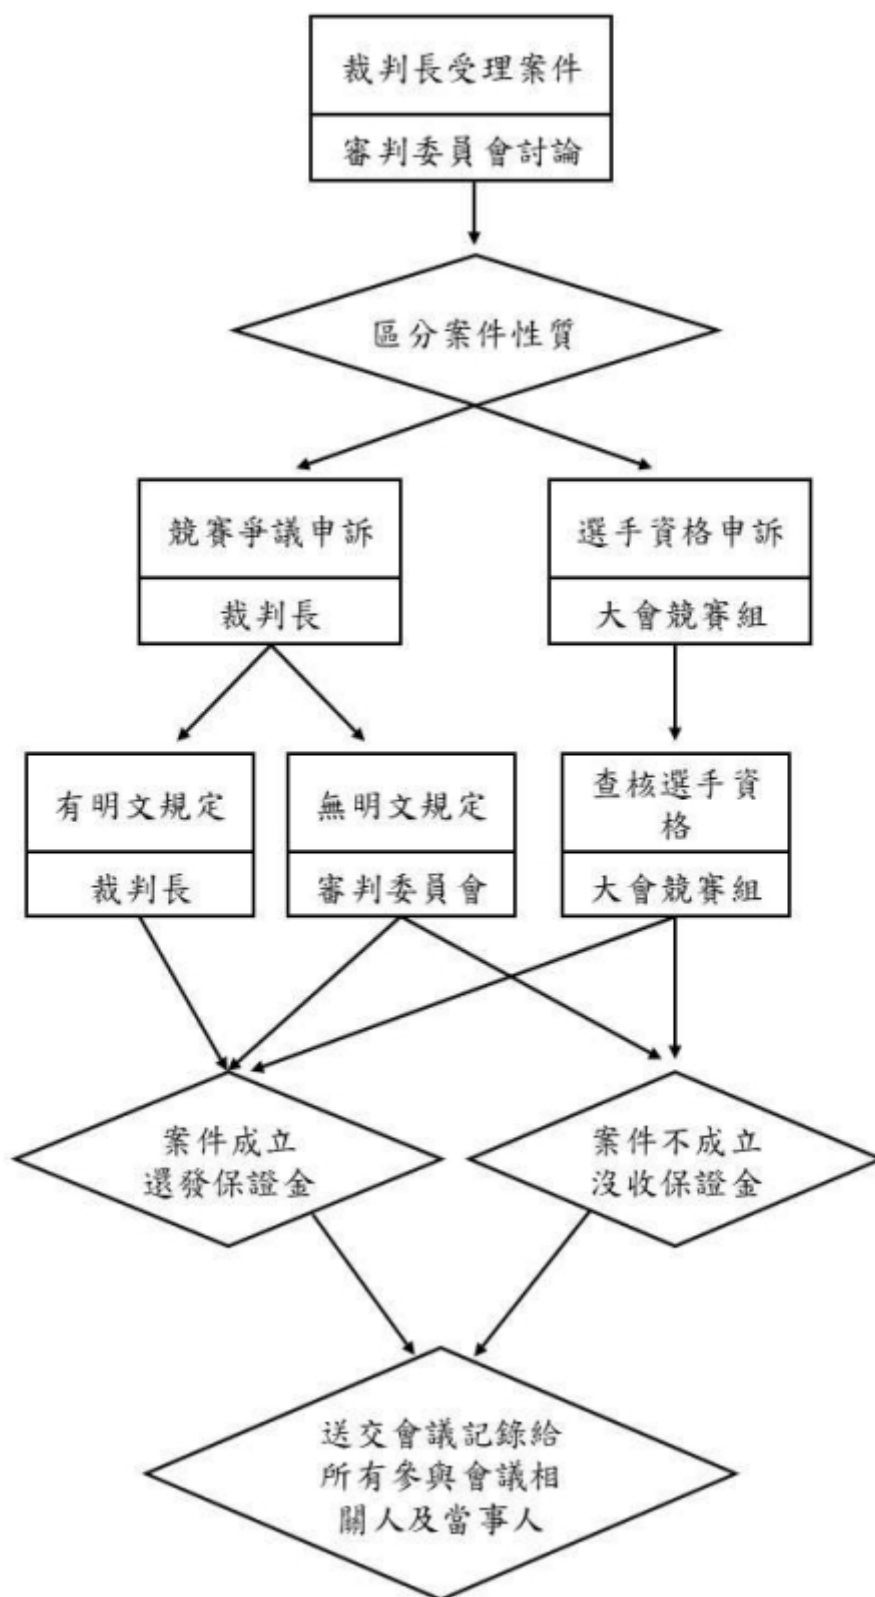 裁判長受理案件
審判委員會討論
區分案件性質
競賽爭議申訴
裁判長
選手資格申訴
大會競賽組
有明文規定
裁判長
無明文規定
審判委員會
查核選手資
格
大會競賽組
案件成立
還發保證金
案件不成立
沒收保證金
送交會議記錄給
所有參與會議相
關人及當事人